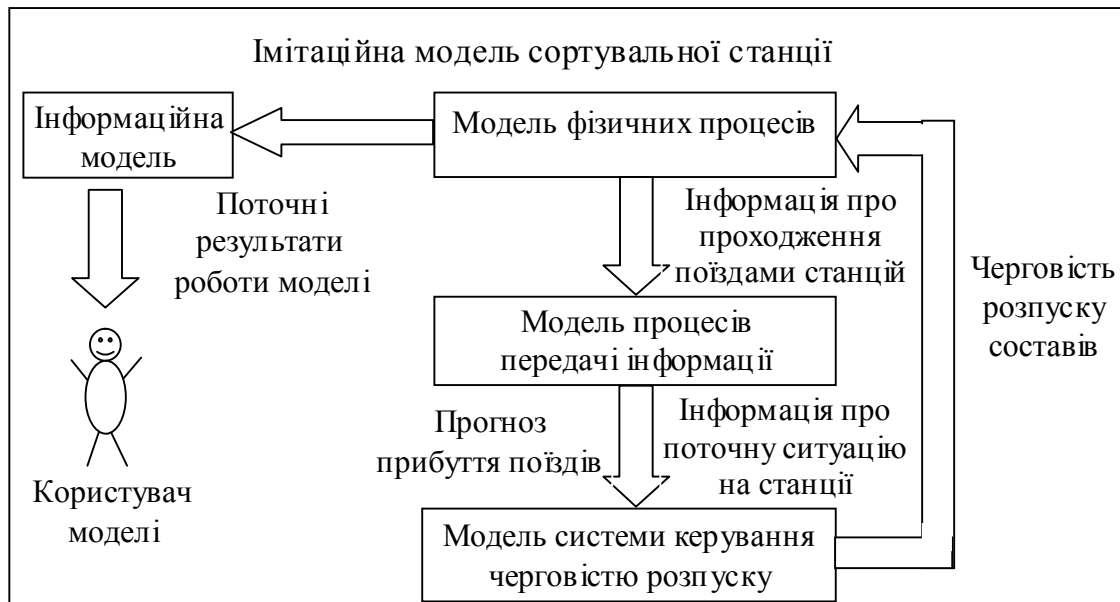 Імітаційна модель сортувальної станції
Інформаційна
модель
Модель фізичних процесів
Поточні
результати
роботи моделі
Інформація про
проходження
поїздами станцій
Черговість
розпуску
составів
Модель процесів
передачі інформації
Прогноз
прибуття поїздів
Інформація про
поточну ситуацію
на станції
Користувач
моделі
Модель системи керування
черговістю розпуску